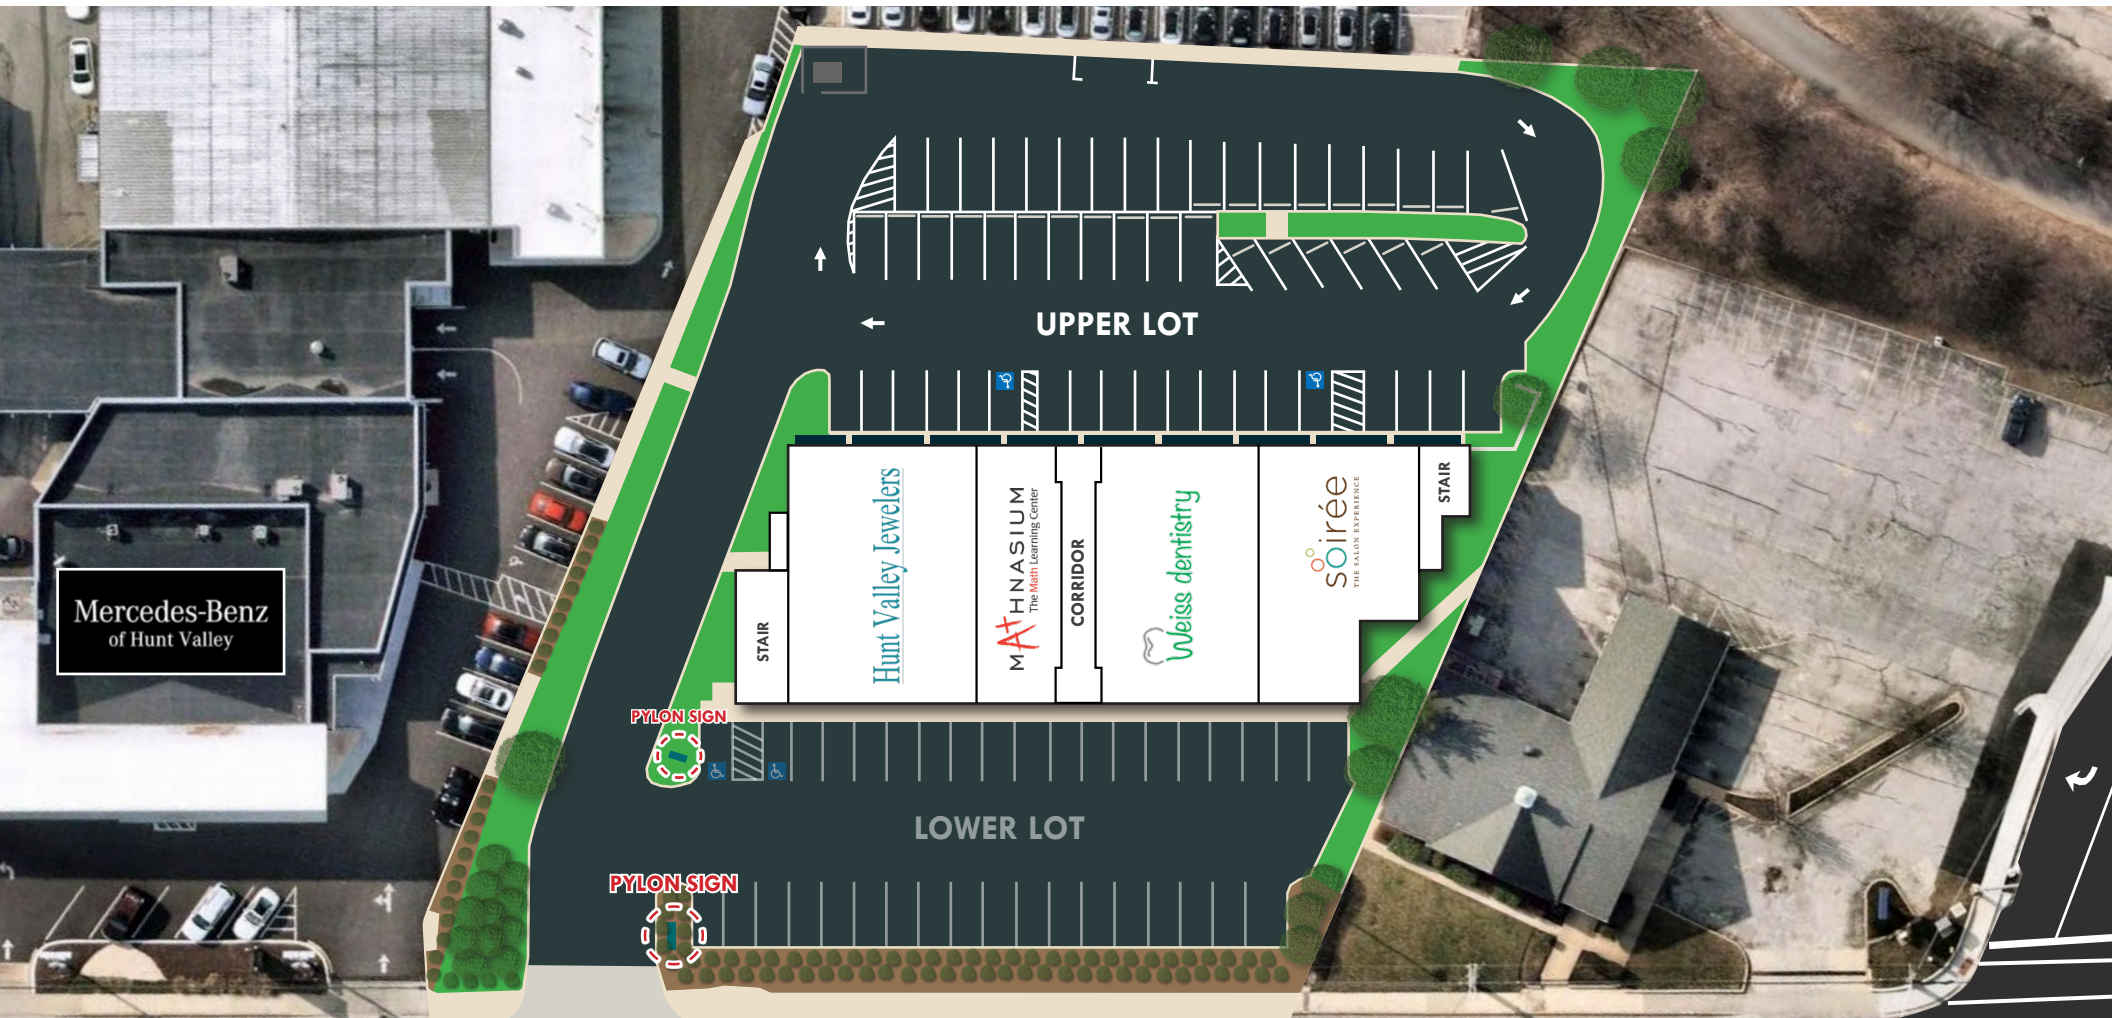 UPPER LOT
Hunt Valley Jewelers
MATHNASIUM
The Math Learning Center
CORRIDOR
Weiss dentistry
soirée
THE SALON EXPERIENCE
STAIR
STAIR
Mercedes-Benz
of Hunt Valley
PYLON SIGN
LOWER LOT
PYLON SIGN